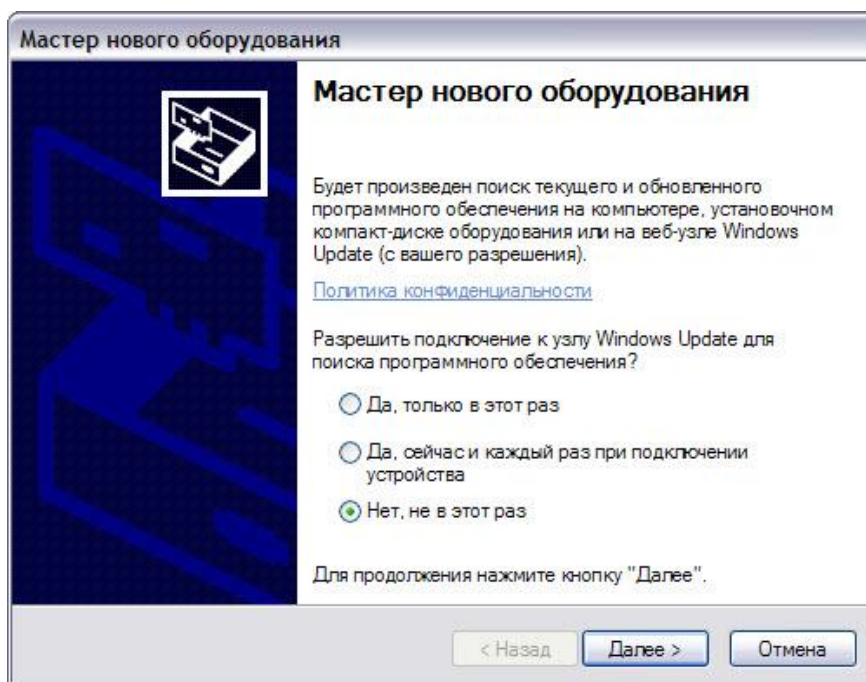 Мастер нового оборудования
Мастер нового оборудования
Будет произведен поиск текущего и обновленного
программного обеспечения на компьютере, установочном
компакт-диске оборудования или на веб-узле Windows
Update (с вашего разрешения).
Политика конфиденциальности
Разрешить подключение к узлу Windows Update для
поиска программного обеспечения?
Да, только в этот раз
Да, сейчас и каждый раз при подключении
устройства
Нет, не в этот раз
Для продолжения нажмите кнопку "Далее".
< Назад Далее > Отмена